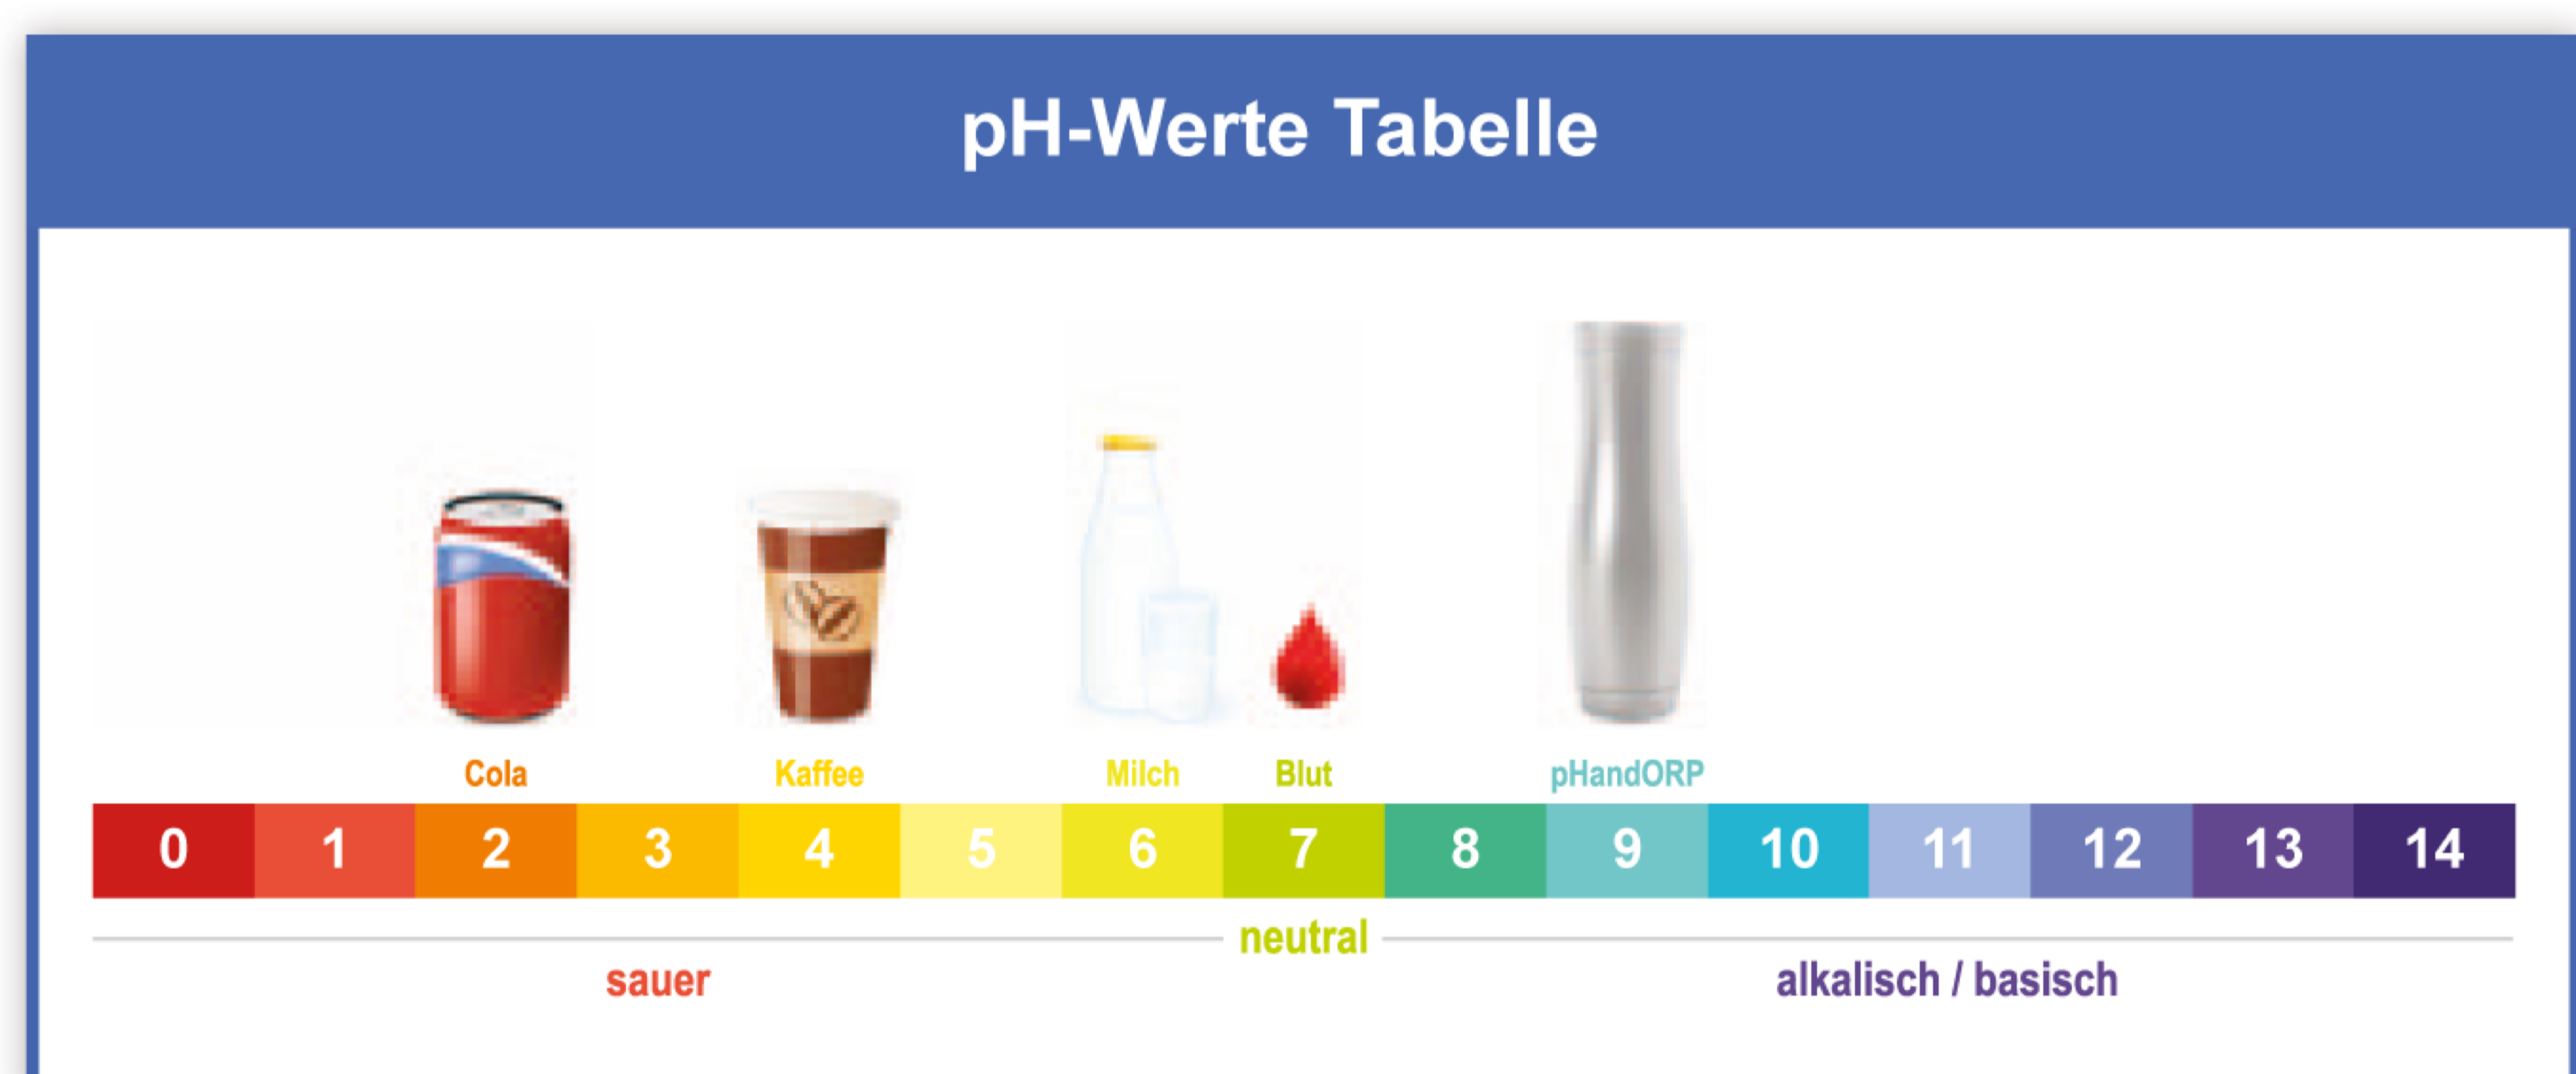 pH-Werte Tabelle
Cola Kaffee Milch Blut pHandORP
0 1 2 3 4 5 6 7 8 9 10 11 12 13 14
neutral
sauer alkalisch / basisch